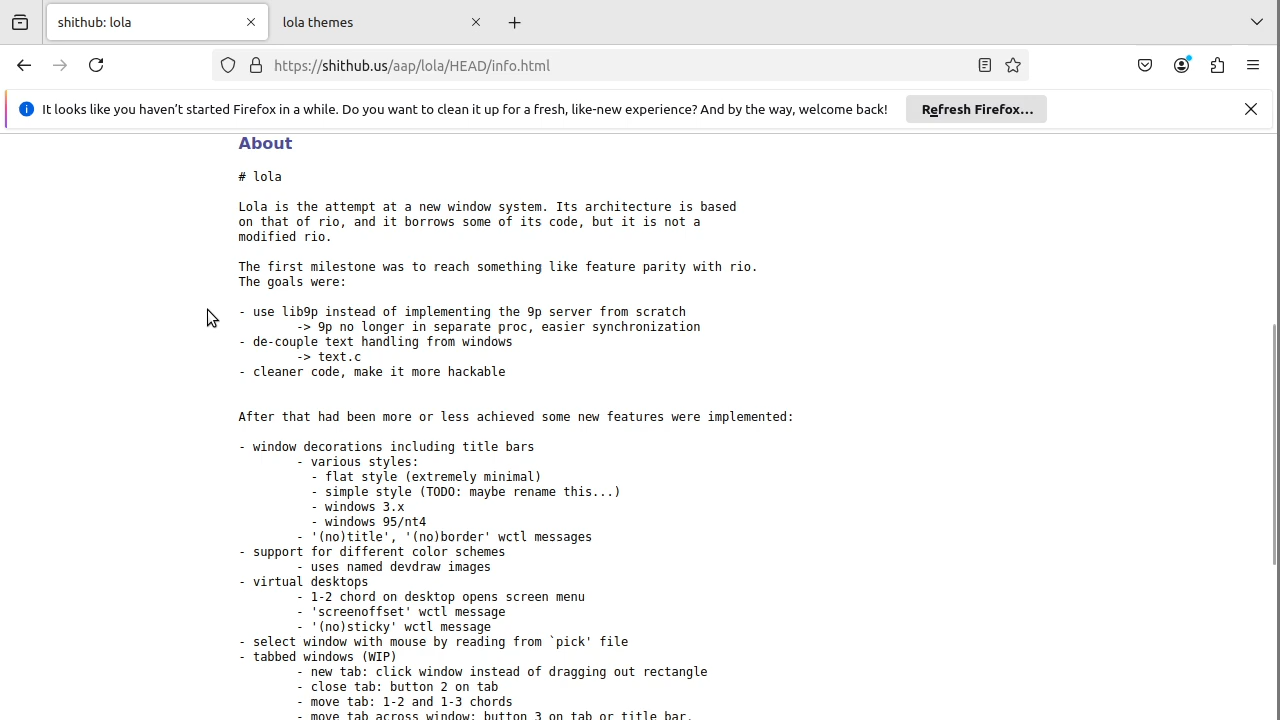 shithub: lola
lola themes
https://shithub.us/aap/lola/HEAD/info.html
It looks like you haven't started Firefox in a while. Do you want to clean it up for a fresh, like-new experience? And by the way, welcome back!
Refresh Firefox...
About
# lola
Lola is the attempt at a new window system. Its architecture is based
on that of rio, and it borrows some of its code, but it is not a
modified rio.
The first milestone was to reach something like feature parity with rio.
The goals were:
- use lib9p instead of implementing the 9p server from scratch
-> 9p no longer in separate proc, easier synchronization
- de-couple text handling from windows
-> text.c
- cleaner code, make it more hackable
After that had been more or less achieved some new features were implemented:
- window decorations including title bars
- various styles:
- flat style (extremely minimal)
- simple style (TODO: maybe rename this...)
- windows 3.x
- windows 95/nt4
- '(no)title', '(no)border' wctl messages
- support for different color schemes
- uses named devdraw images
- virtual desktops
- 1-2 chord on desktop opens screen menu
- 'screenoffset' wctl message
- '(no)sticky' wctl message
- select window with mouse by reading from `pick' file
- tabbed windows (WIP)
- new tab: click window instead of dragging out rectangle
- close tab: button 2 on tab
- move tab: 1-2 and 1-3 chords
- move tab across window: button 3 on tab or title bar.